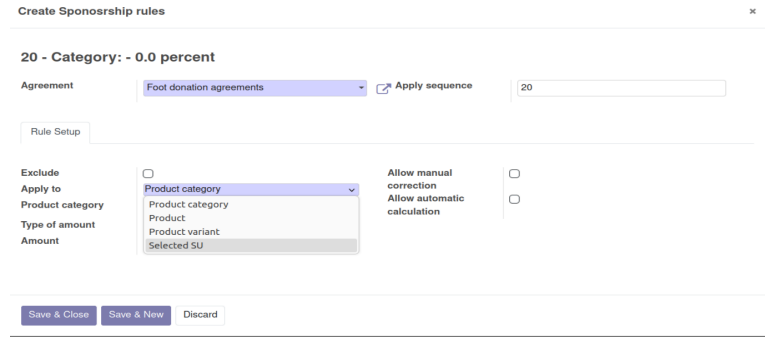 Create Sponosrship rules
×
20 - Category: - 0.0 percent
Agreement
Foot donation agreements
Apply sequence
20
Rule Setup
Exclude
Allow manual correction
Apply to
Product category
Allow automatic calculation
Product category
Product category
Product
Type of amount
Product variant
Amount
Selected SU
Save & Close
Save & New
Discard